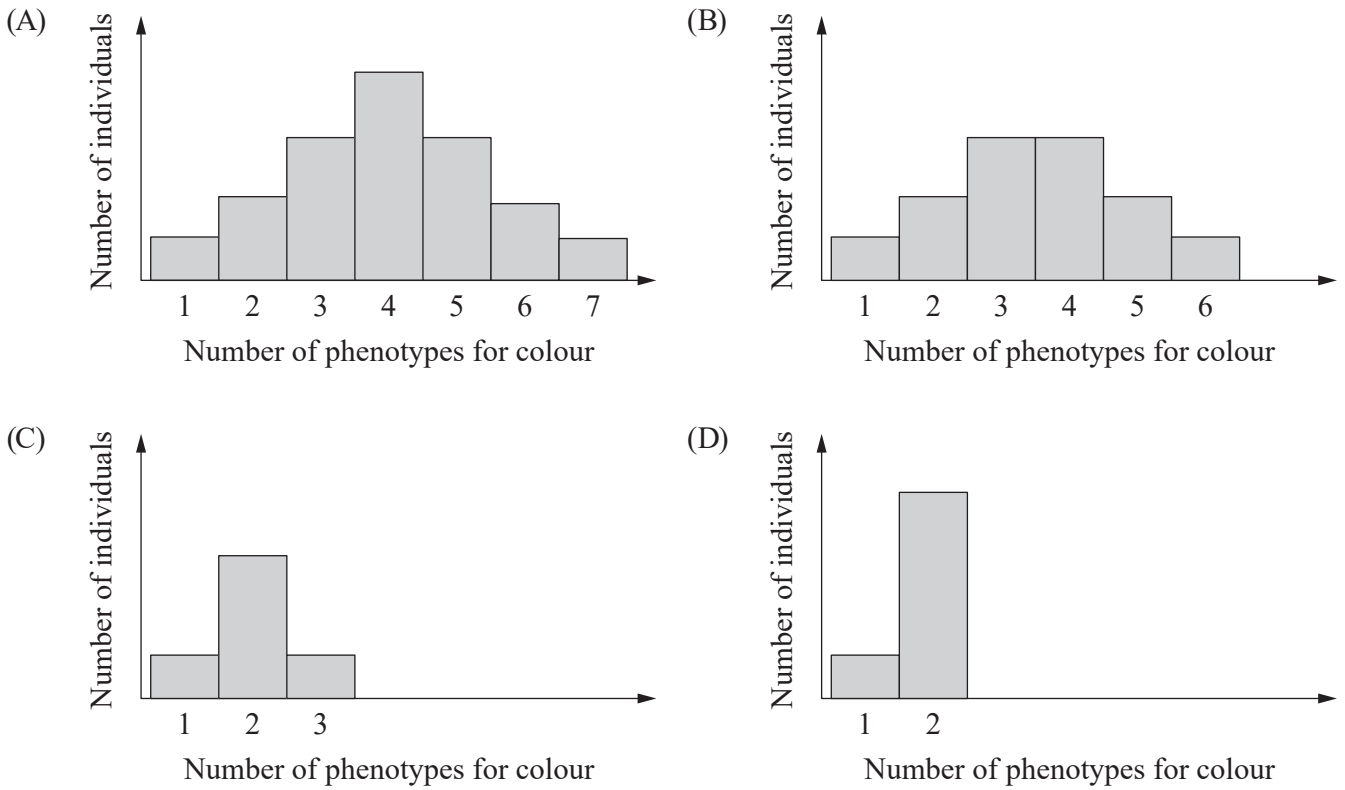 (A)
Number of individuals
1 2 3 4 5 6 7
Number of phenotypes for colour
(B)
Number of individuals
1 2 3 4 5 6
Number of phenotypes for colour
(C)
Number of individuals
1 2 3
Number of phenotypes for colour
(D)
Number of individuals
1 2
Number of phenotypes for colour